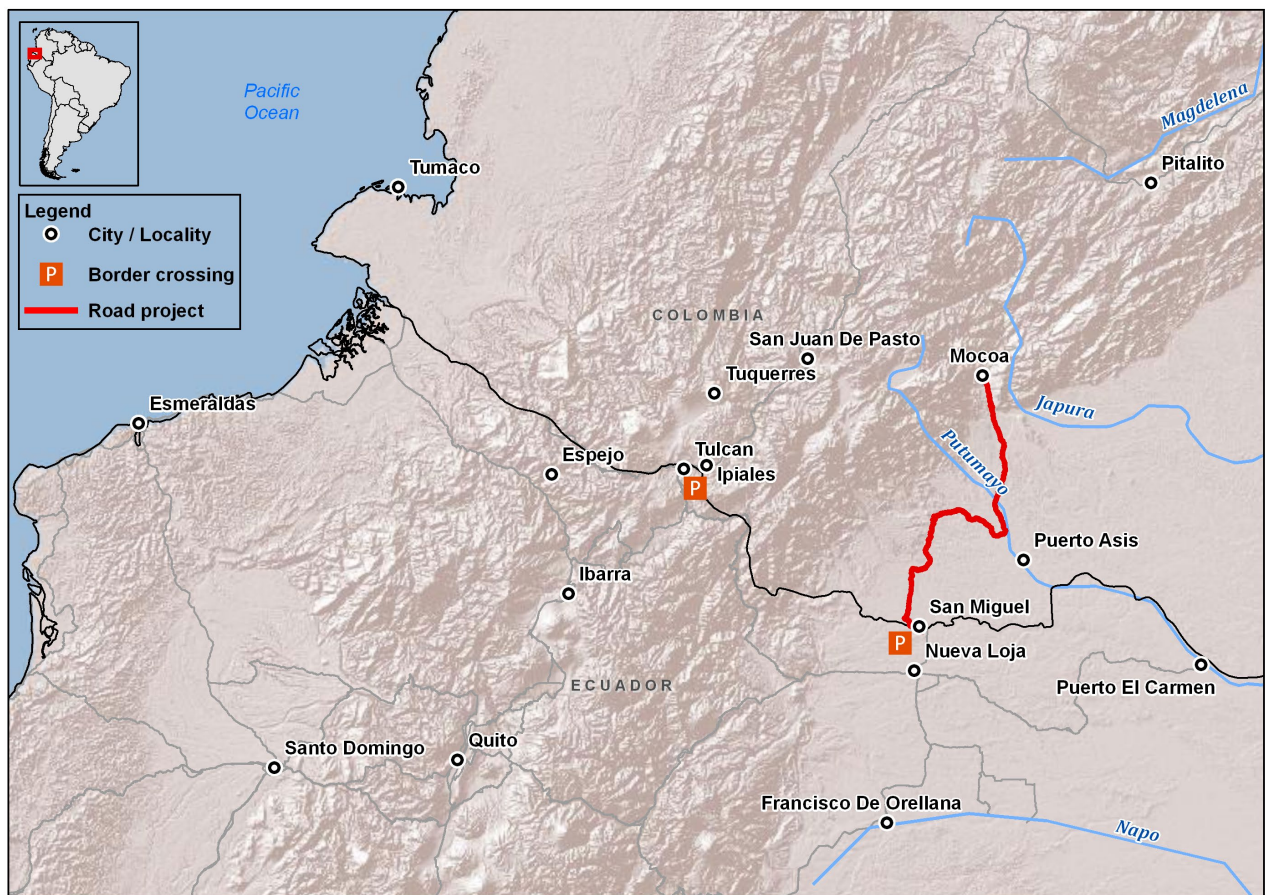 Pacific
Ocean
Magdelena
Tumaco
Pitalito
Legend
City / Locality
P Border crossing
Road project
COLOMBIA
San Juan De Pasto
Mocoa
Tuquerres
Japura
Esmeraldas
Putumayo
Tulcan
Espejo
Ipiales
P
Puerto Asis
Ibarra
San Miguel
P
Nueva Loja
ECUADOR
Puerto El Carmen
Quito
Santo Domingo
Francisco De Orellana
Napo